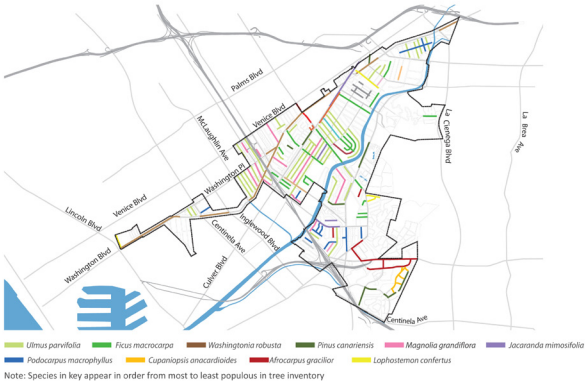 Palms Blvd
Venice Blvd
McLaughlin Ave
La Cienega Blvd
La Brea Ave
Washington Pl
Venice Blvd
Lincoln Blvd
Washington Blvd
Centinela Ave
Inglewood Blvd
Culver Blvd
Centinela Ave
Ulmus parvifolia Ficus macrocarpa Washingtonia robusta Pinus canariensis Magnolia grandiflora Jacaranda mimosifolia
Podocarpus macrophyllus Cupaniopsis anacardioides Afrocarpus gracilior Lophostemon confertus
Note: Species in key appear in order from most to least populous in tree inventory